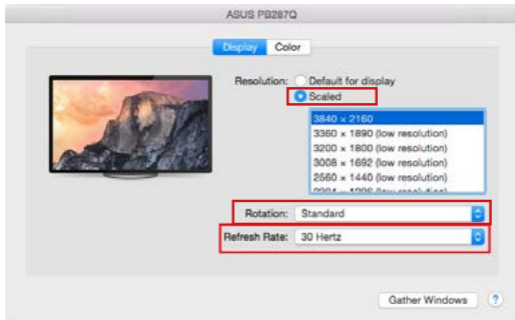 ASUS PB287Q
Display Color
Resolution: Default for display
Scaled
3840 × 2160
3360 × 1890 (low resolution)
3200 × 1800 (low resolution)
3008 × 1692 (low resolution)
2560 × 1440 (low resolution)
Rotation: Standard
Refresh Rate: 30 Hertz
Gather Windows ?